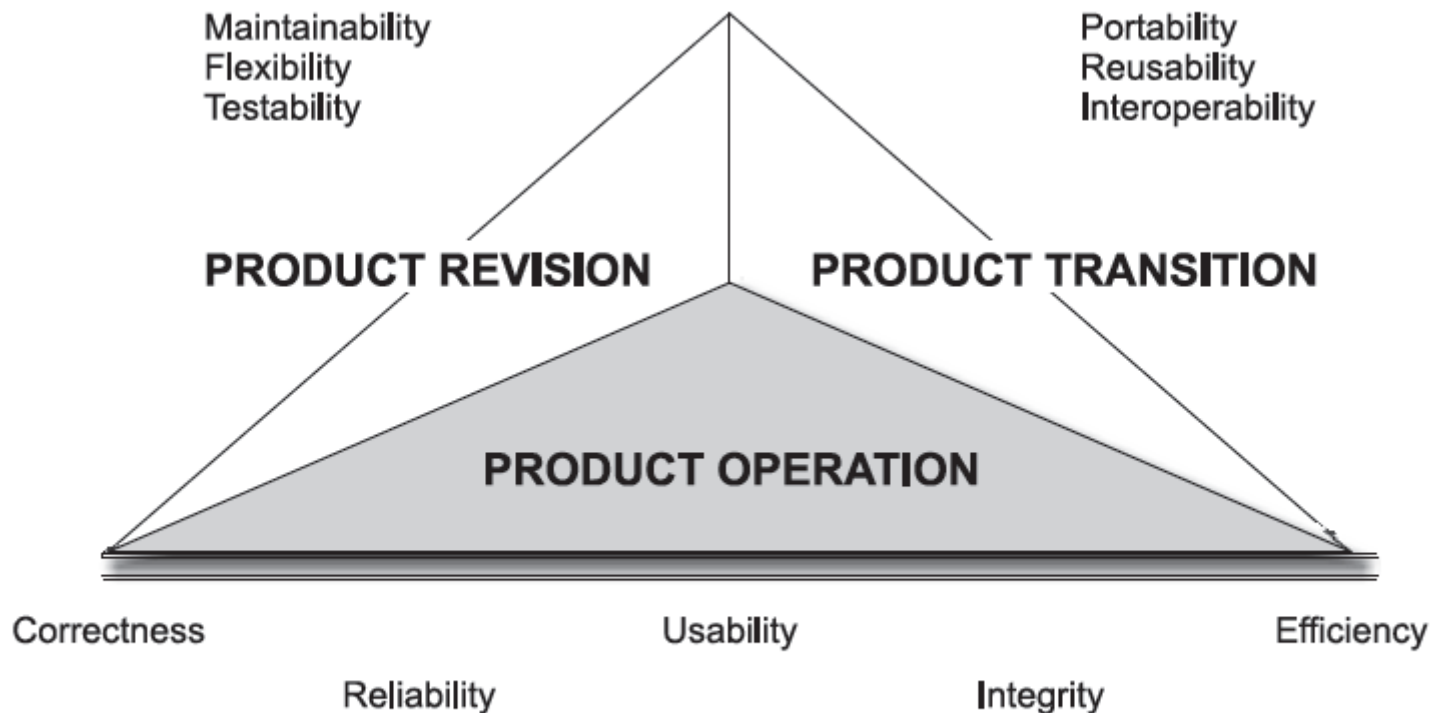 Maintainability
Flexibility
Testability
Portability
Reusability
Interoperability
PRODUCT REVISION
PRODUCT TRANSITION
PRODUCT OPERATION
Correctness
Usability
Efficiency
Reliability
Integrity